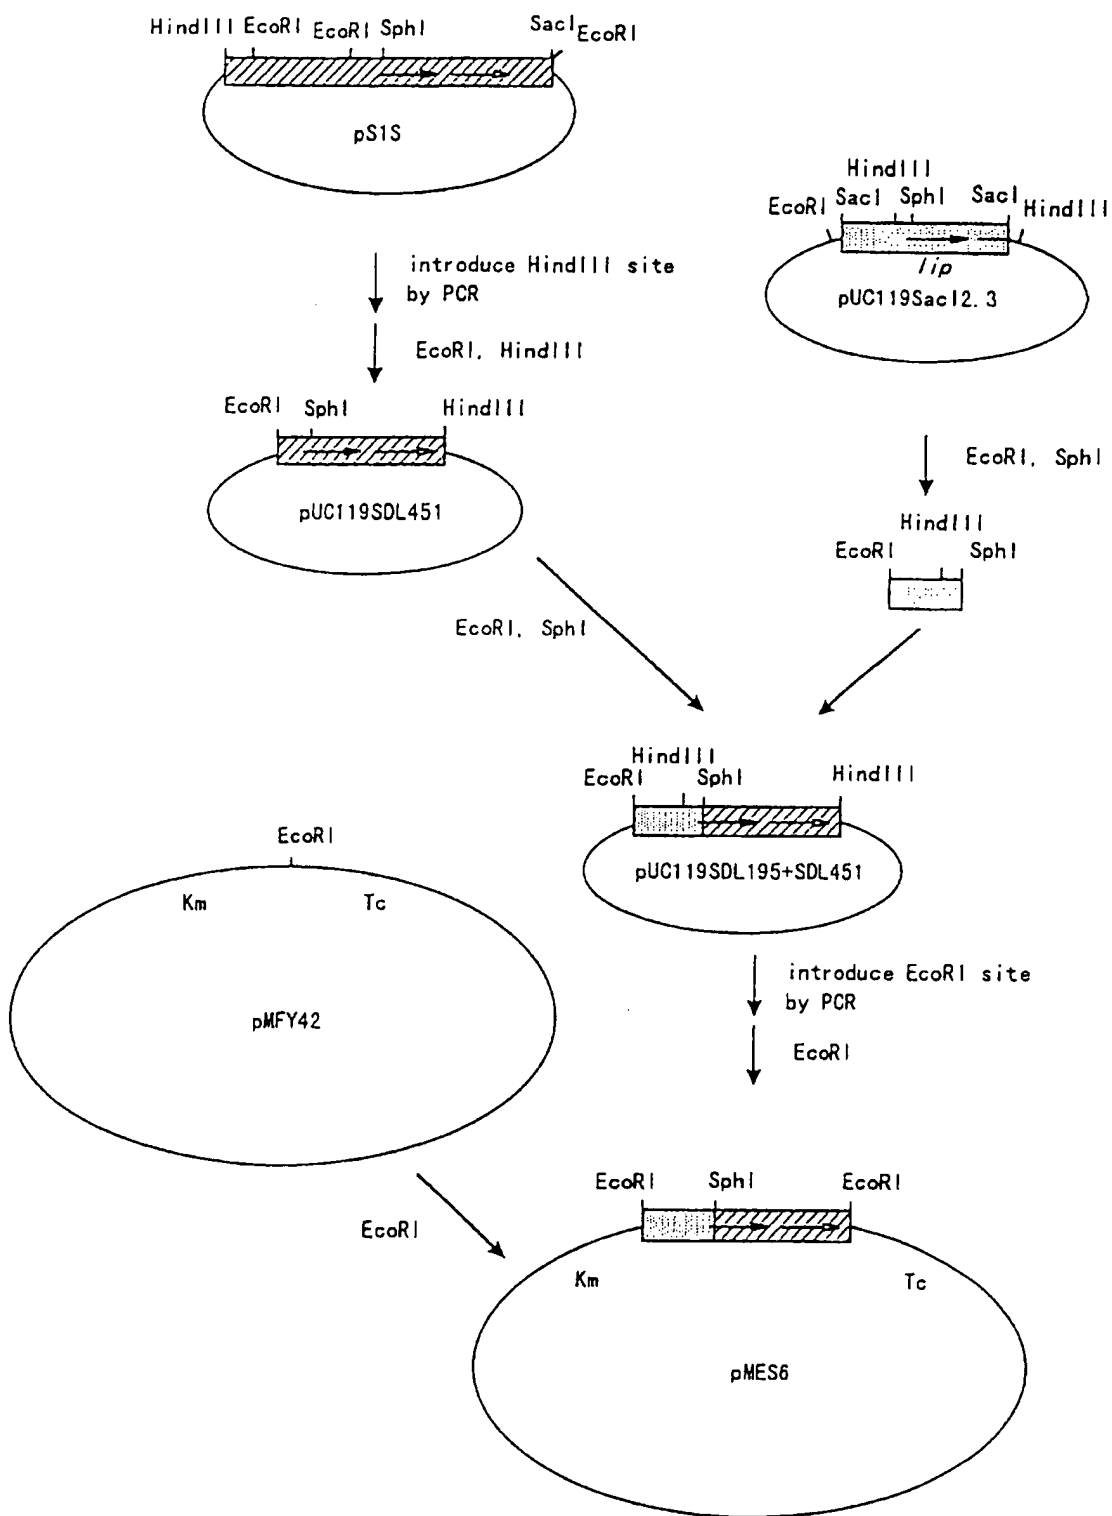 HindIII EcoRI EcoRI SphI SacI EcoRI
pS1S
HindIII
EcoRI SacI SphI SacI HindIII
lip
pUC119SacI2.3
introduce HindIII site
by PCR
EcoRI, HindIII
EcoRI SphI HindIII
pUC119SDL451
EcoRI, SphI
HindIII
EcoRI SphI
EcoRI, SphI
HindIII
EcoRI SphI HindIII
pUC119SDL195+SDL451
EcoRI
Km Tc
pMFY42
introduce EcoRI site
by PCR
EcoRI
EcoRI
EcoRI SphI EcoRI
Km Tc
pMES6